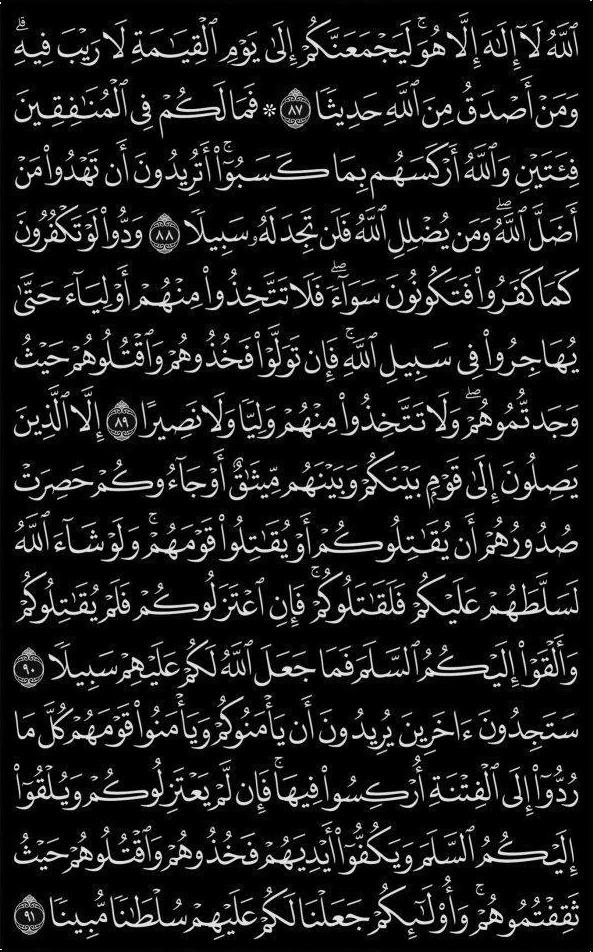 ٱللَّهُ لَآ إِلَـٰهَ إِلَّا هُوَۚ لَيَجْمَعَنَّكُمْ إِلَىٰ يَوْمِ ٱلْقِيَـٰمَةِ لَا رَيْبَ فِيهِۗ
وَمَنْ أَصْدَقُ مِنَ ٱللَّهِ حَدِيثًا ٨٧ ۞ فَمَا لَكُمْ فِى ٱلْمُنَـٰفِقِينَ
فِئَتَيْنِ وَٱللَّهُ أَرْكَسَهُم بِمَا كَسَبُوٓا۟ۚ أَتُرِيدُونَ أَن تَهْدُوا۟ مَنْ
أَضَلَّ ٱللَّهُۖ وَمَن يُضْلِلِ ٱللَّهُ فَلَن تَجِدَ لَهُۥ سَبِيلًا ٨٨ وَدُّوا۟ لَوْ تَكْفُرُونَ
كَمَا كَفَرُوا۟ فَتَكُونُونَ سَوَآءًۖ فَلَا تَتَّخِذُوا۟ مِنْهُمْ أَوْلِيَآءَ حَتَّىٰ
يُهَاجِرُوا۟ فِى سَبِيلِ ٱللَّهِۚ فَإِن تَوَلَّوْا۟ فَخُذُوهُمْ وَٱقْتُلُوهُمْ حَيْثُ
وَجَدتُّمُوهُمْۖ وَلَا تَتَّخِذُوا۟ مِنْهُمْ وَلِيًّا وَلَا نَصِيرًا ٨٩ إِلَّا ٱلَّذِينَ
يَصِلُونَ إِلَىٰ قَوْمٍۭ بَيْنَكُمْ وَبَيْنَهُم مِّيثَـٰقٌ أَوْ جَآءُوكُمْ حَصِرَتْ
صُدُورُهُمْ أَن يُقَـٰتِلُوكُمْ أَوْ يُقَـٰتِلُوا۟ قَوْمَهُمْۚ وَلَوْ شَآءَ ٱللَّهُ
لَسَلَّطَهُمْ عَلَيْكُمْ فَلَقَـٰتَلُوكُمْۚ فَإِنِ ٱعْتَزَلُوكُمْ فَلَمْ يُقَـٰتِلُوكُمْ
وَأَلْقَوْا۟ إِلَيْكُمُ ٱلسَّلَمَ فَمَا جَعَلَ ٱللَّهُ لَكُمْ عَلَيْهِمْ سَبِيلًا ٩٠
سَتَجِدُونَ ءَاخَرِينَ يُرِيدُونَ أَن يَأْمَنُوكُمْ وَيَأْمَنُوا۟ قَوْمَهُمْ كُلَّ مَا
رُدُّوٓا۟ إِلَى ٱلْفِتْنَةِ أُرْكِسُوا۟ فِيهَاۚ فَإِن لَّمْ يَعْتَزِلُوكُمْ وَيُلْقُوٓا۟
إِلَيْكُمُ ٱلسَّلَمَ وَيَكُفُّوٓا۟ أَيْدِيَهُمْ فَخُذُوهُمْ وَٱقْتُلُوهُمْ حَيْثُ
ثَقِفْتُمُوهُمْۚ وَأُو۟لَـٰٓئِكُمْ جَعَلْنَا لَكُمْ عَلَيْهِمْ سُلْطَـٰنًا مُّبِينًا ٩١